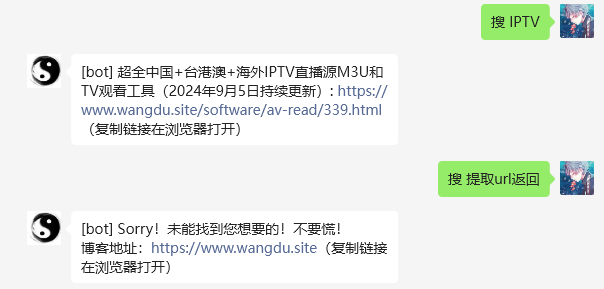 搜 IPTV
[bot] 超全中国+台港澳+海外IPTV直播源M3U和
TV观看工具（2024年9月5日持续更新）: https://
www.wangdu.site/software/av-read/339.html
（复制链接在浏览器打开）
搜 提取url返回
[bot] Sorry！未能找到您想要的！不要慌！
博客地址：https://www.wangdu.site（复制链接
在浏览器打开）